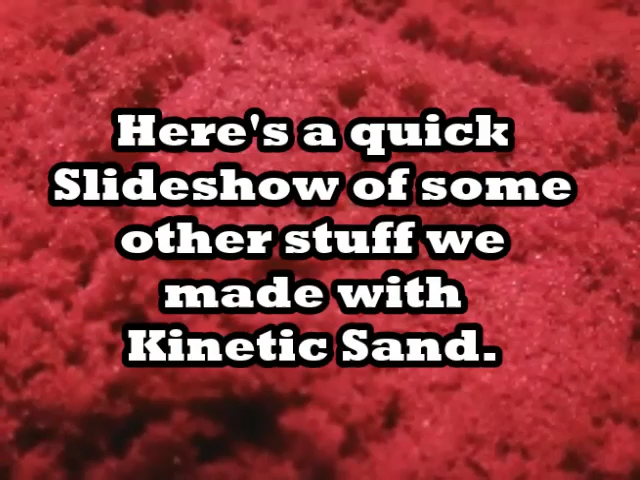 Here's a quick
Slideshow of some
other stuff we
made with
Kinetic Sand.